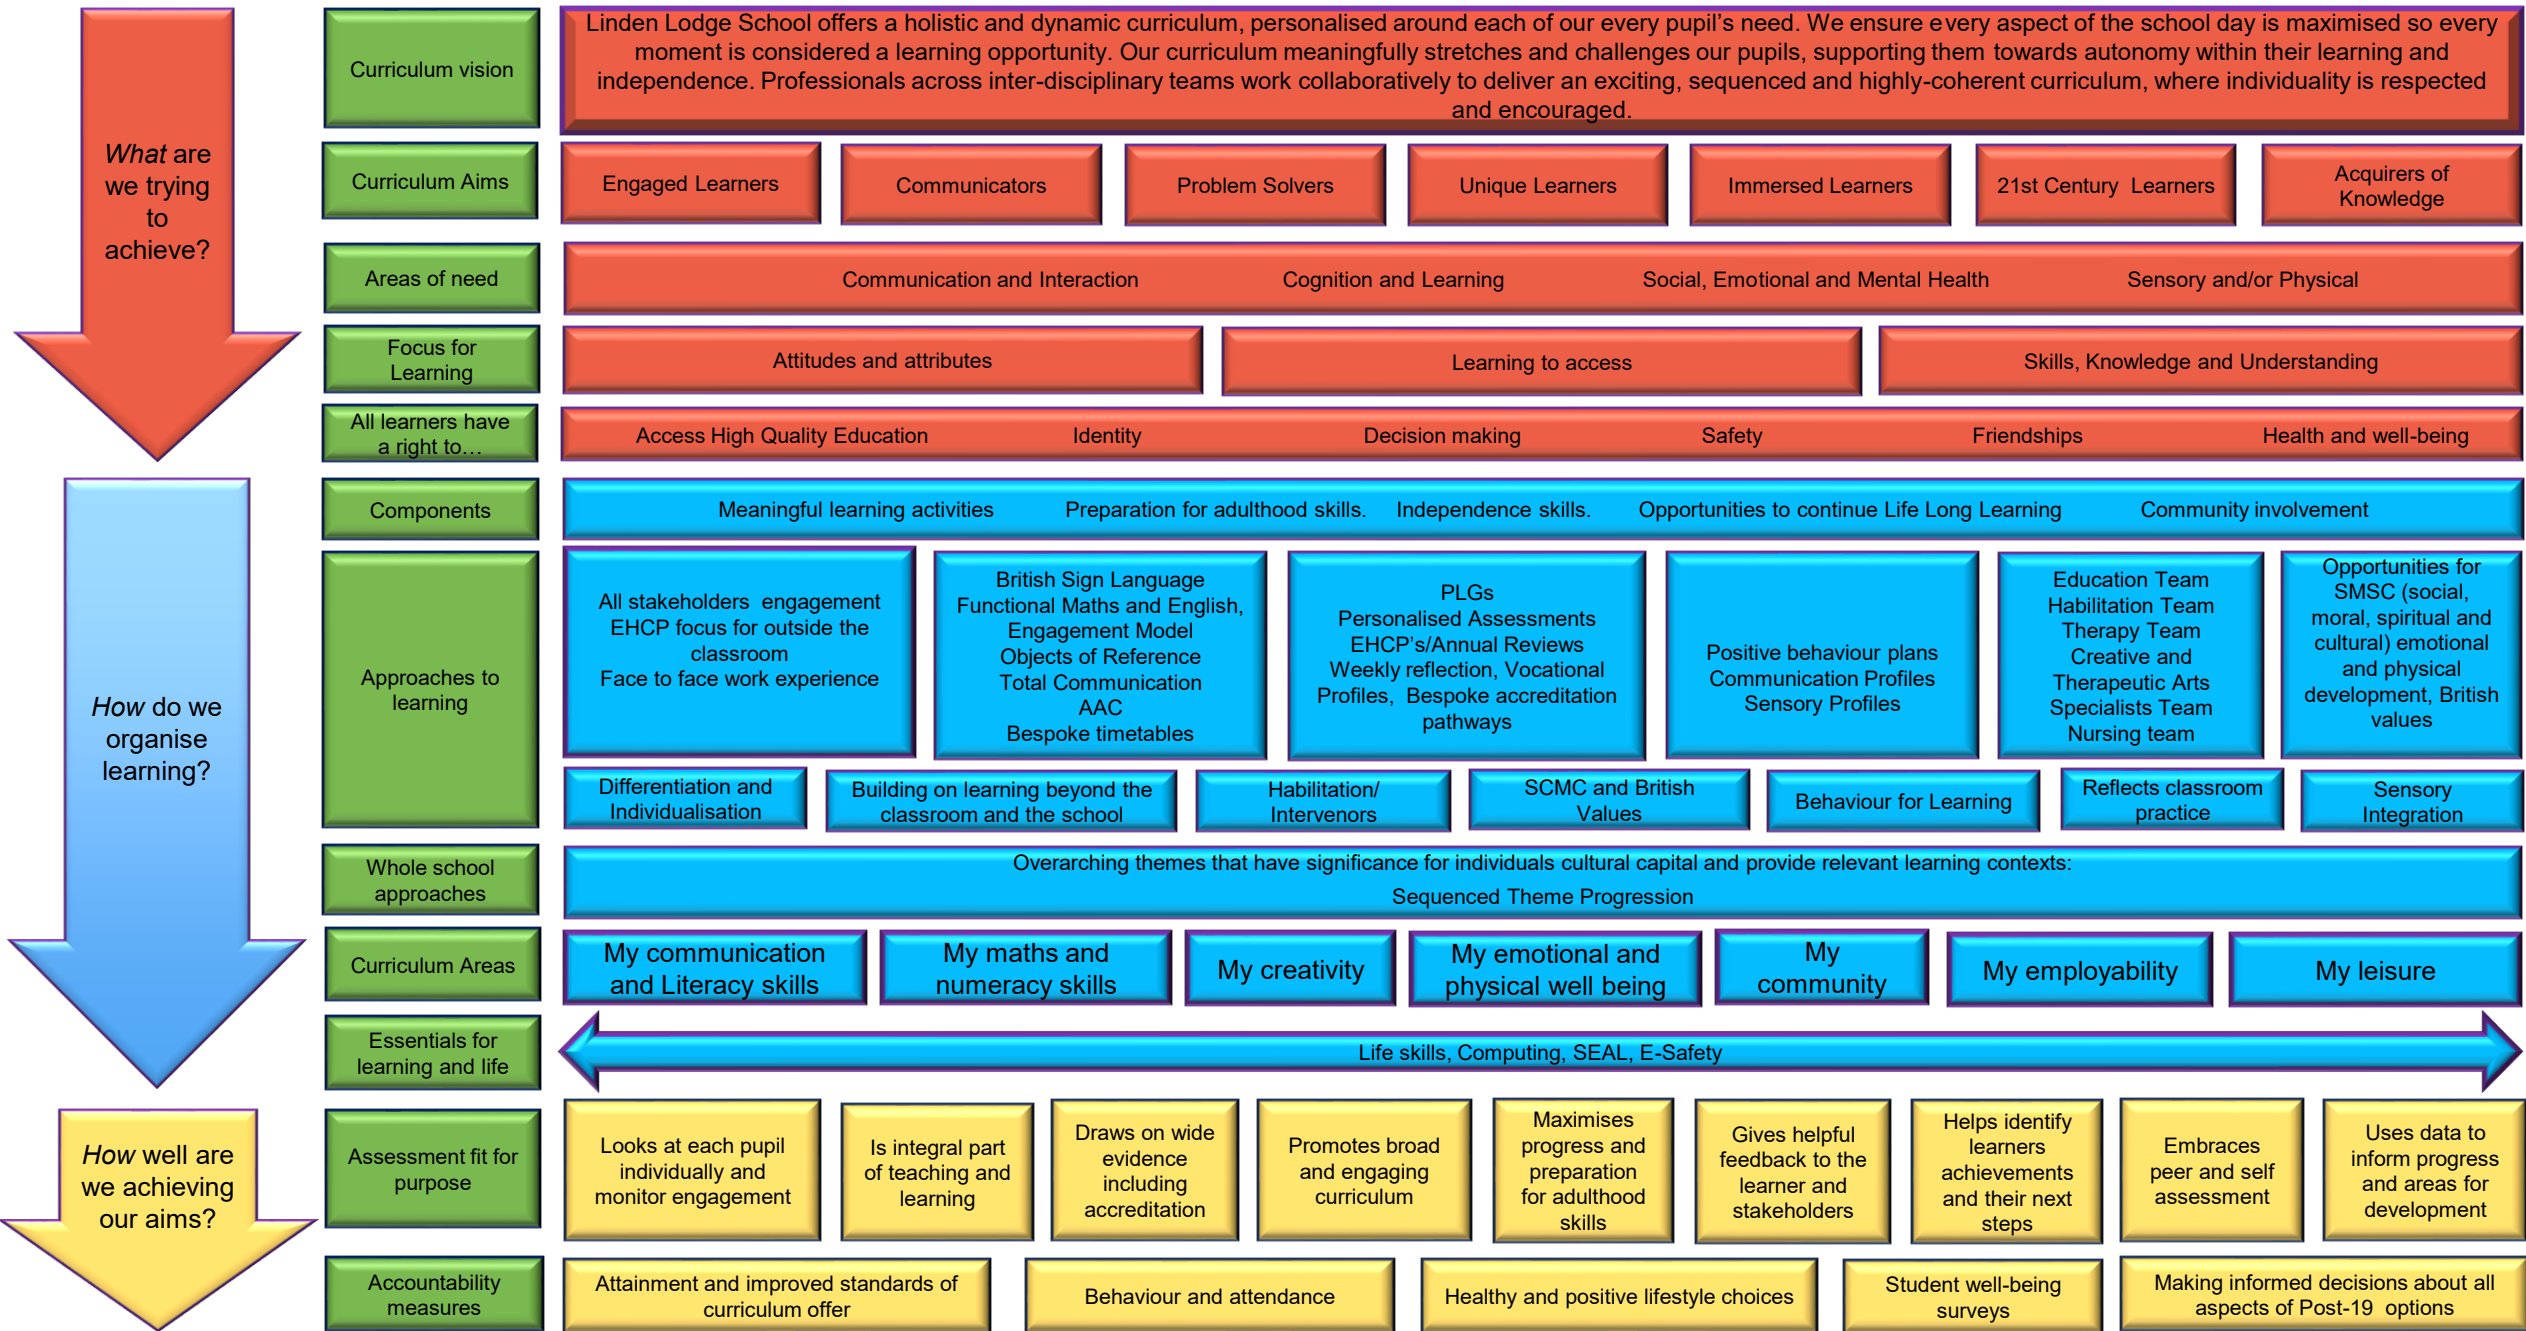 What are
we trying
to
achieve?
Curriculum vision
Linden Lodge School offers a holistic and dynamic curriculum, personalised around each of our every pupil's need. We ensure every aspect of the school day is maximised so every
moment is considered a learning opportunity. Our curriculum meaningfully stretches and challenges our pupils, supporting them towards autonomy within their learning and
independence. Professionals across inter-disciplinary teams work collaboratively to deliver an exciting, sequenced and highly-coherent curriculum, where individuality is respected
and encouraged.
Curriculum Aims
Engaged Learners
Communicators
Problem Solvers
Unique Learners
Immersed Learners
21st Century Learners
Acquirers of
Knowledge
Areas of need
Communication and Interaction
Cognition and Learning
Social, Emotional and Mental Health
Sensory and/or Physical
Focus for
Learning
Attitudes and attributes
Learning to access
Skills, Knowledge and Understanding
All learners have
a right to…
Access High Quality Education
Identity
Decision making
Safety
Friendships
Health and well-being
How do we
organise
learning?
Components
Meaningful learning activities
Preparation for adulthood skills.
Independence skills.
Opportunities to continue Life Long Learning
Community involvement
Approaches to
learning
All stakeholders engagement
EHCP focus for outside the
classroom
Face to face work experience
British Sign Language
Functional Maths and English,
Engagement Model
Objects of Reference
Total Communication
AAC
Bespoke timetables
PLGs
Personalised Assessments
EHCP's/Annual Reviews
Weekly reflection, Vocational
Profiles, Bespoke accreditation
pathways
Positive behaviour plans
Communication Profiles
Sensory Profiles
Education Team
Habilitation Team
Therapy Team
Creative and
Therapeutic Arts
Specialists Team
Nursing team
Opportunities for
SMSC (social,
moral, spiritual and
cultural) emotional
and physical
development, British
values
Differentiation and
Individualisation
Building on learning beyond the
classroom and the school
Habilitation/
Intervenors
SCMC and British
Values
Behaviour for Learning
Reflects classroom
practice
Sensory
Integration
Whole school
approaches
Overarching themes that have significance for individuals cultural capital and provide relevant learning contexts:
Sequenced Theme Progression
Curriculum Areas
My communication
and Literacy skills
My maths and
numeracy skills
My creativity
My emotional and
physical well being
My
community
My employability
My leisure
Essentials for
learning and life
Life skills, Computing, SEAL, E-Safety
How well are
we achieving
our aims?
Assessment fit for
purpose
Looks at each pupil
individually and
monitor engagement
Is integral part
of teaching and
learning
Draws on wide
evidence
including
accreditation
Promotes broad
and engaging
curriculum
Maximises
progress and
preparation
for adulthood
skills
Gives helpful
feedback to the
learner and
stakeholders
Helps identify
learners
achievements
and their next
steps
Embraces
peer and self
assessment
Uses data to
inform progress
and areas for
development
Accountability
measures
Attainment and improved standards of
curriculum offer
Behaviour and attendance
Healthy and positive lifestyle choices
Student well-being
surveys
Making informed decisions about all
aspects of Post-19 options